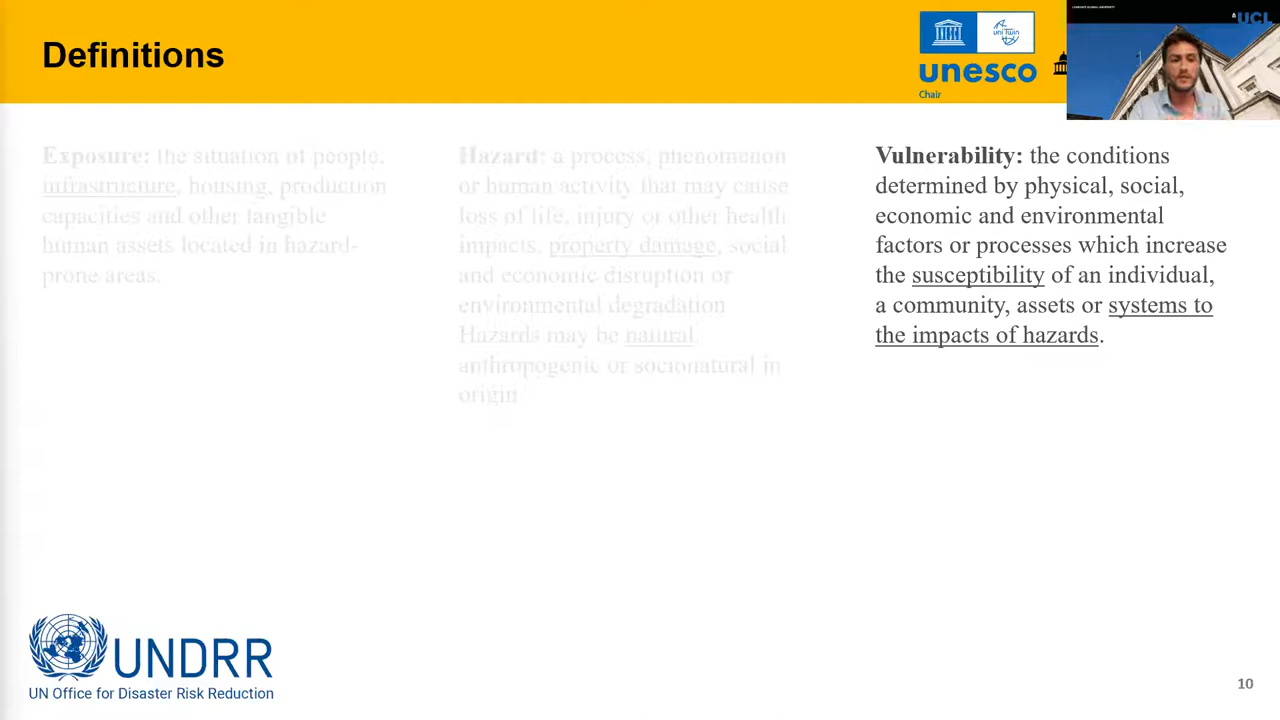 Definitions
unesco
Chair
UNI TWIN
UCL
Exposure: the situation of people,
infrastructure, housing, production
capacities and other tangible
human assets located in hazard-
prone areas.
Hazard: a process, phenomenon
or human activity that may cause
loss of life, injury or other health
impacts, property damage, social
and economic disruption or
environmental degradation
Hazards may be natural,
anthropogenic or socionatural in
origin
Vulnerability: the conditions
determined by physical, social,
economic and environmental
factors or processes which increase
the susceptibility of an individual,
a community, assets or systems to
the impacts of hazards.
UNDRR
UN Office for Disaster Risk Reduction
10